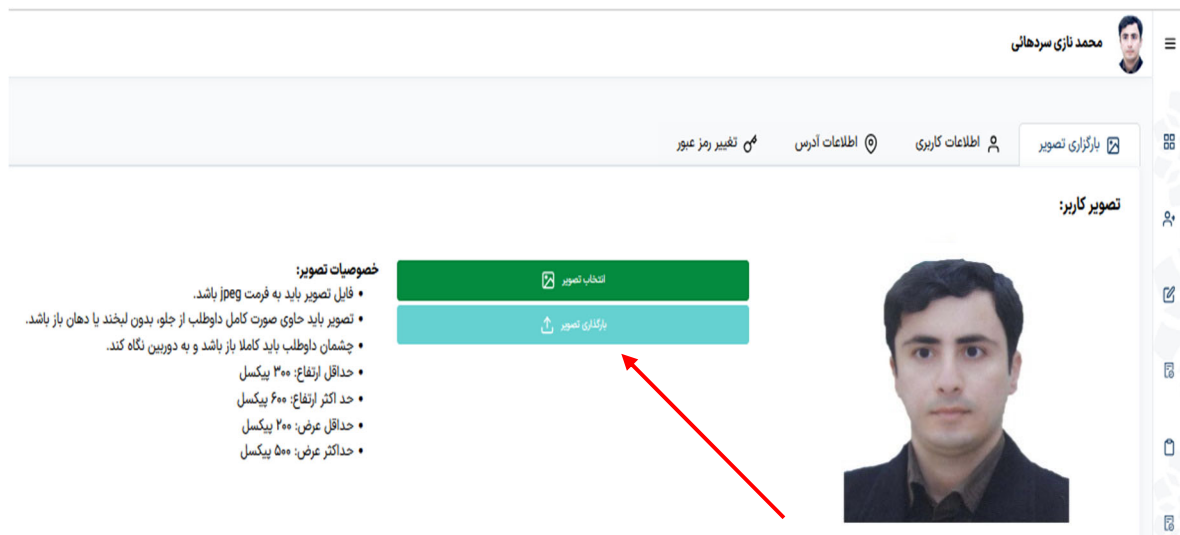 محمد نازی سردهائی
بارگزاری تصویر
اطلاعات کاربری
اطلاعات آدرس
تغییر رمز عبور
تصویر کاربر:
انتخاب تصویر
بارگذاری تصویر
خصوصیات تصویر:
• فایل تصویر باید به فرمت jpeg باشد.
• تصویر باید حاوی صورت کامل داوطلب از جلو، بدون لبخند یا دهان باز باشد.
• چشمان داوطلب باید کاملا باز باشد و به دوربین نگاه کند.
• حداقل ارتفاع: ۳۰۰ پیکسل
• حد اکثر ارتفاع: ۶۰۰ پیکسل
• حداقل عرض: ۲۰۰ پیکسل
• حداکثر عرض: ۵۰۰ پیکسل